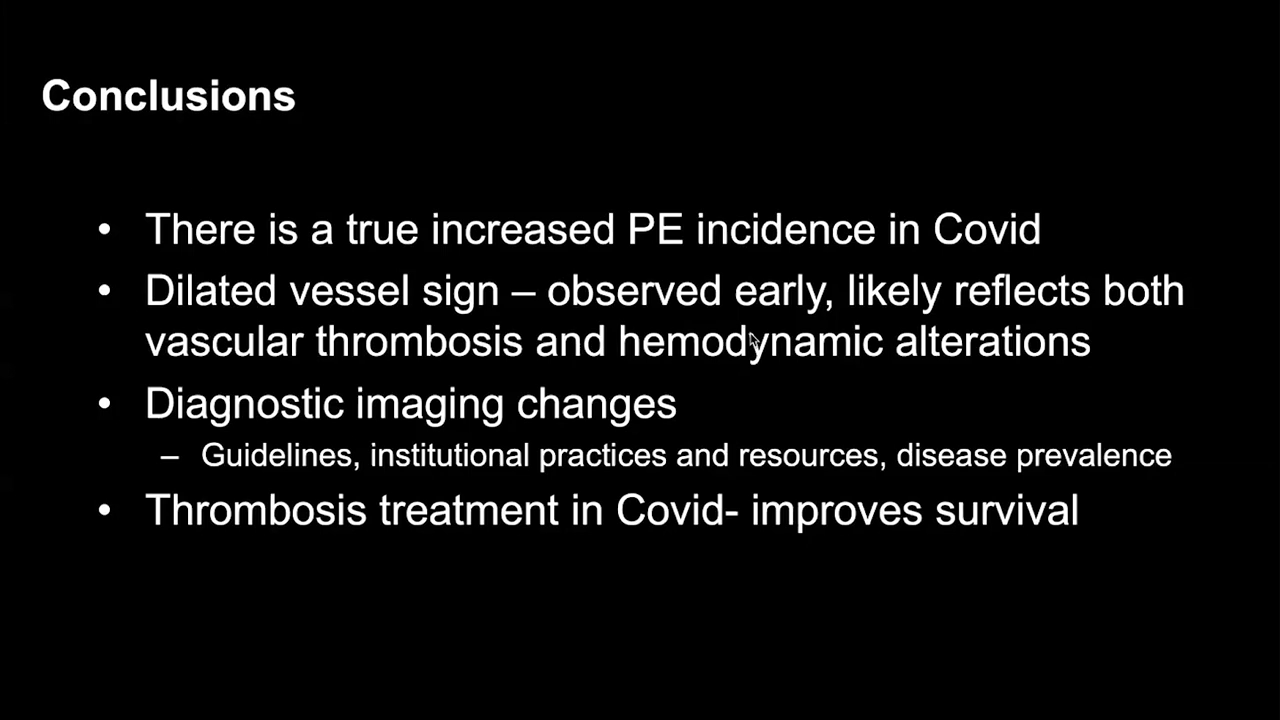 Conclusions
• There is a true increased PE incidence in Covid
• Dilated vessel sign – observed early, likely reflects both
vascular thrombosis and hemodynamic alterations
• Diagnostic imaging changes
– Guidelines, institutional practices and resources, disease prevalence
• Thrombosis treatment in Covid- improves survival